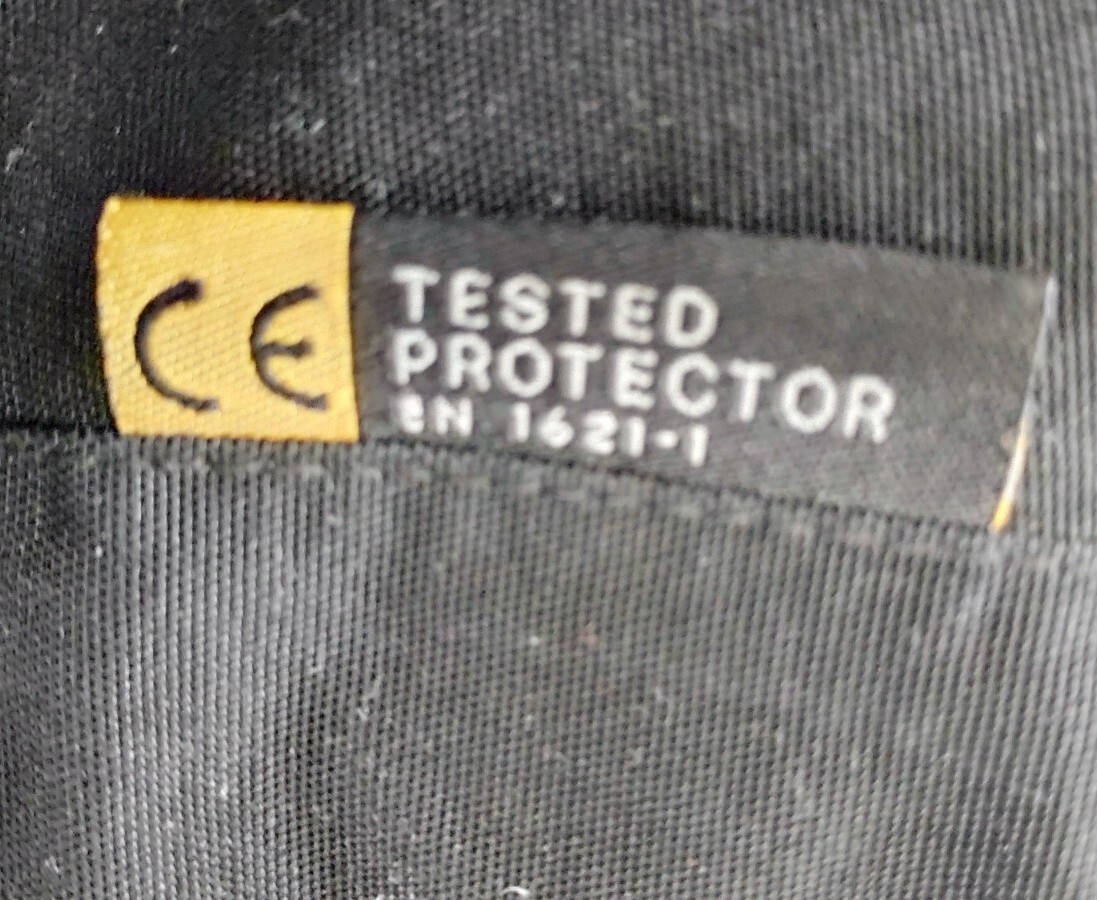 CE
TESTED
PROTECTOR
EN 1621-1